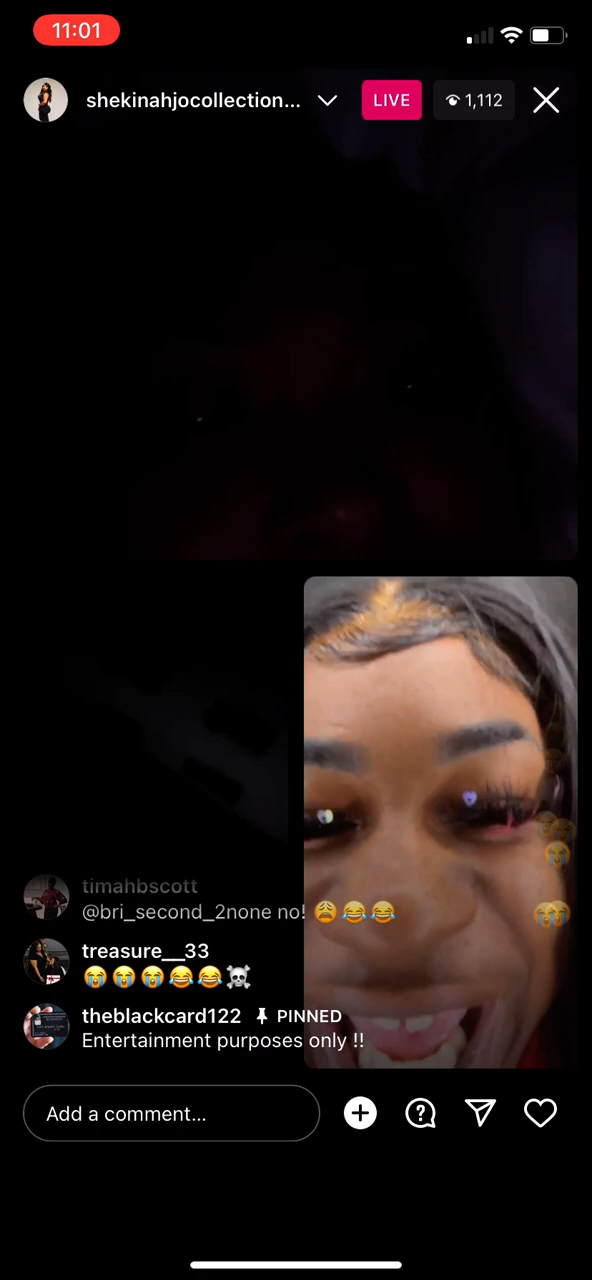 11:01
shekinahjocollection...
LIVE
1,112
timahbscott
@bri_second_2none no! 😩😂😂
treasure__33
😭😭😭😂😂☠️
theblackcard122 PINNED
Entertainment purposes only !!
Add a comment...